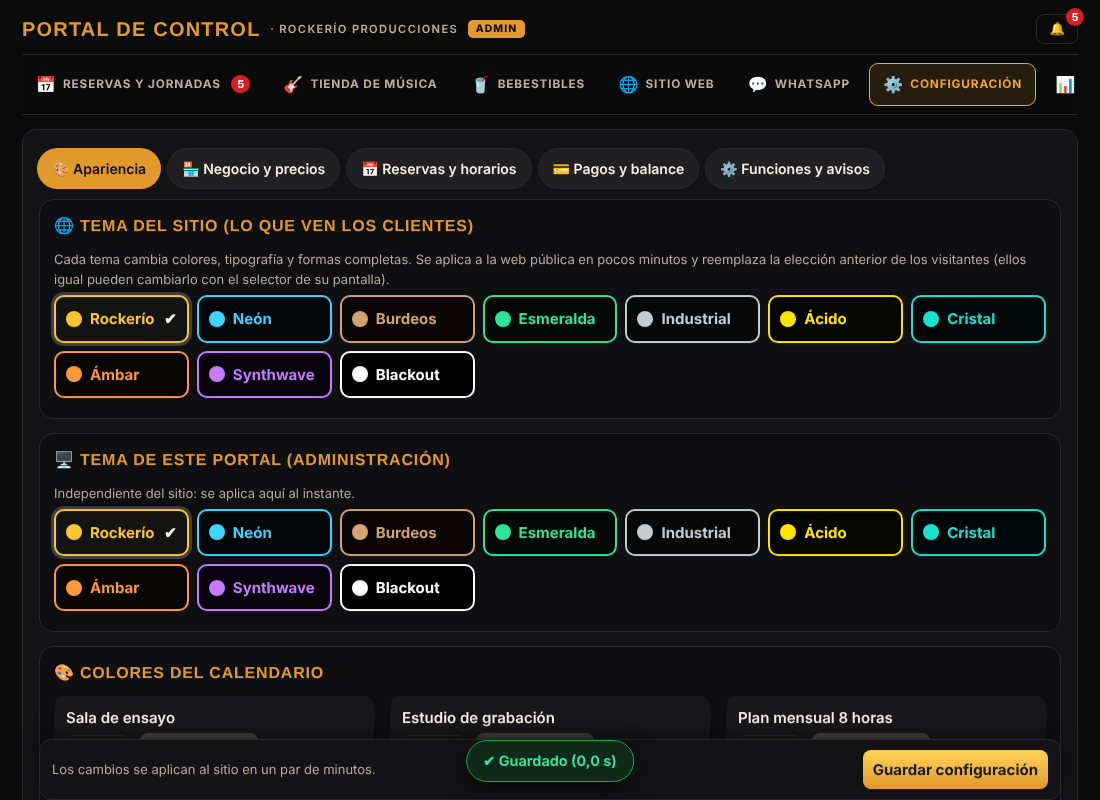 PORTAL DE CONTROL · ROCKERÍO PRODUCCIONES ADMIN 5
RESERVAS Y JORNADAS 5 TIENDA DE MÚSICA BEBESTIBLES SITIO WEB WHATSAPP CONFIGURACIÓN
Apariencia Negocio y precios Reservas y horarios Pagos y balance Funciones y avisos
TEMA DEL SITIO (LO QUE VEN LOS CLIENTES)
Cada tema cambia colores, tipografía y formas completas. Se aplica a la web pública en pocos minutos y reemplaza la elección anterior de los visitantes (ellos
igual pueden cambiarlo con el selector de su pantalla).
Rockerío ✔ Neón Burdeos Esmeralda Industrial Ácido Cristal
Ámbar Synthwave Blackout
TEMA DE ESTE PORTAL (ADMINISTRACIÓN)
Independiente del sitio: se aplica aquí al instante.
Rockerío ✔ Neón Burdeos Esmeralda Industrial Ácido Cristal
Ámbar Synthwave Blackout
COLORES DEL CALENDARIO
Sala de ensayo Estudio de grabación Plan mensual 8 horas
Los cambios se aplican al sitio en un par de minutos. ✔ Guardado (0,0 s) Guardar configuración